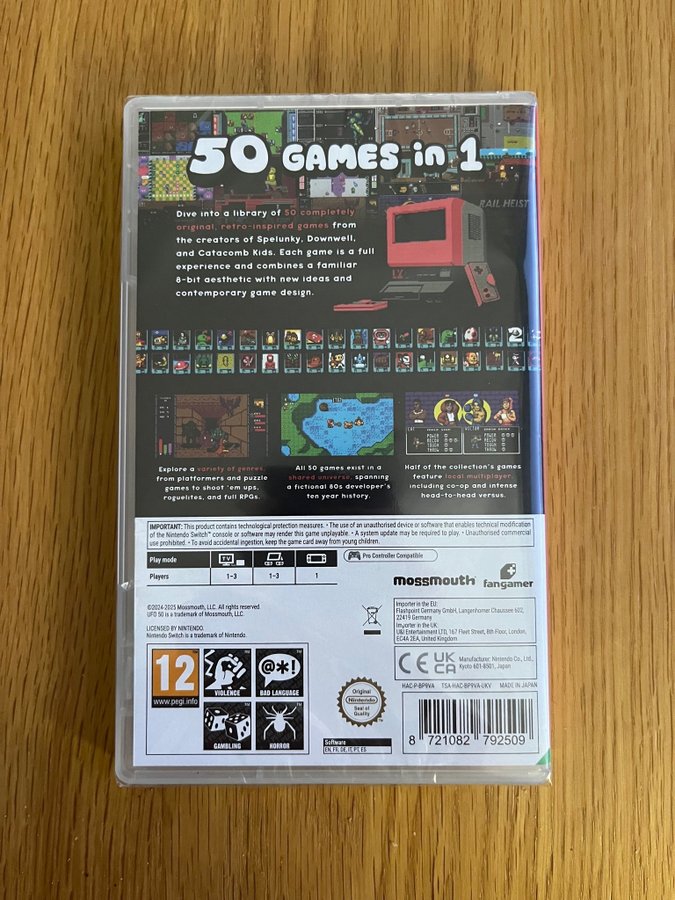 50 GAMES in 1
RAIL HEIST
Dive into a library of 50 completely
original, retro-inspired games from
the creators of Spelunky, Downwell,
and Catacomb Kids. Each game is a full
experience and combines a familiar
8-bit aesthetic with new ideas and
contemporary game design.
Explore a variety of genres,
from platformers and puzzle
games to shoot 'em ups,
roguelites, and full RPGs.
All 50 games exist in a
shared universe, spanning
a fictional 80s developer's
ten year history.
Half of the collection's games
feature local multiplayer,
including co-op and intense
head-to-head versus.
IMPORTANT: This product contains technological protection measures. • The use of an unauthorised device or software that enables technical modification
of the Nintendo Switch™ console or software may render this game unplayable. • A system update may be required to play. • Unauthorised commercial
use prohibited. • To avoid accidental ingestion, keep the game card away from young children.
Play mode
TV
Pro Controller Compatible
Players
1-3
1-3
1
mossmouth
fangamer
©2024-2025 Mossmouth, LLC. All rights reserved.
UFO 50 is a trademark of Mossmouth, LLC.
LICENSED BY NINTENDO.
Nintendo Switch is a trademark of Nintendo.
Importer in the EU:
Flashpoint Germany GmbH, Langenhorner Chaussee 602,
22419 Germany
Importer in the UK:
U&I Entertainment LTD, 167 Fleet Street, 8th Floor, London,
EC4A 2EA, United Kingdom
CE UK CA
Manufacturer: Nintendo Co., Ltd.,
Kyoto 601-8501, Japan
HAC-P-BP9VA TSA-HAC-BP9VA-UKV MADE IN JAPAN
12
www.pegi.info
VIOLENCE
@*!
BAD LANGUAGE
GAMBLING
HORROR
Original
Nintendo
Seal of
Quality
Software
EN, FR, DE, IT, PT, ES
8 721082 792509